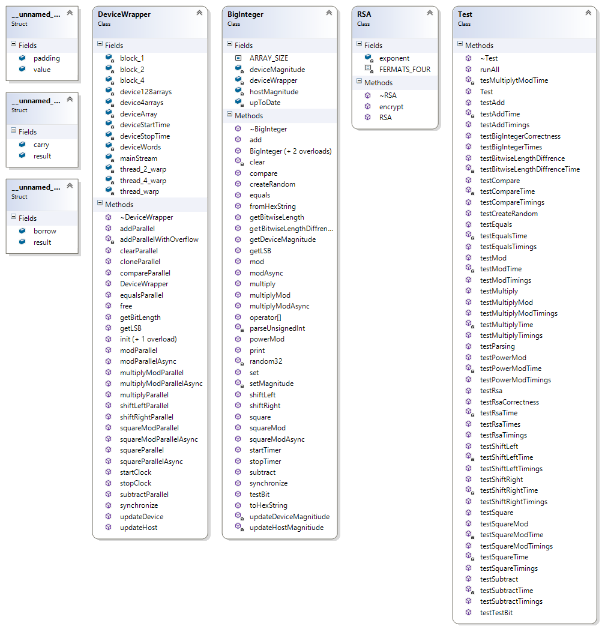 __unnamed_...
Struct
Fields
padding
value
__unnamed_...
Struct
Fields
carry
result
__unnamed_...
Struct
Fields
borrow
result
DeviceWrapper
Class
Fields
block_1
block_2
block_4
device128arrays
device4arrays
deviceArray
deviceStartTime
deviceStopTime
deviceWords
mainStream
thread_2_warp
thread_4_warp
thread_warp
Methods
~DeviceWrapper
addParallel
addParallelWithOverflow
clearParallel
cloneParallel
compareParallel
DeviceWrapper
equalsParallel
free
getBitLength
getLSB
init (+ 1 overload)
modParallel
modParallelAsync
multiplyModParallel
multiplyModParallelAsync
multiplyParallel
shiftLeftParallel
shiftRightParallel
squareModParallel
squareModParallelAsync
squareParallel
squareParallelAsync
startClock
stopClock
subtractParallel
synchronize
updateDevice
updateHost
BigInteger
Class
Fields
ARRAY_SIZE
deviceMagnitude
deviceWrapper
hostMagnitude
upToDate
Methods
~BigInteger
add
BigInteger (+ 2 overloads)
clear
compare
createRandom
equals
fromHexString
getBitwiseLength
getBitwiseLengthDiffren...
getDeviceMagnitude
getLSB
mod
modAsync
multiply
multiplyMod
multiplyModAsync
operator[]
parseUnsignedInt
powerMod
print
random32
set
setMagnitude
shiftLeft
shiftRight
square
squareMod
squareModAsync
startTimer
stopTimer
subtract
synchronize
testBit
toHexString
updateDeviceMagnitiude
updateHostMagnitiude
RSA
Class
Fields
exponent
FERMATS_FOUR
Methods
~RSA
encrypt
RSA
Test
Class
Methods
~Test
runAll
tesMultiplytModTime
Test
testAdd
testAddTime
testAddTimings
testBigIntegerCorrectness
testBigIntegerTimes
testBitwiseLengthDiffrence
testBitwiseLengthDiffrenceTime
testCompare
testCompareTime
testCompareTimings
testCreateRandom
testEquals
testEqualsTime
testEqualsTimings
testMod
testModTime
testModTimings
testMultiply
testMultiplyMod
testMultiplyModTimings
testMultiplyTime
testMultiplyTimings
testParsing
testPowerMod
testPowerModTime
testPowerModTimings
testRsa
testRsaCorrectness
testRsaTime
testRsaTimes
testRsaTimings
testShiftLeft
testShiftLeftTime
testShiftLeftTimings
testShiftRight
testShiftRightTime
testShiftRightTimings
testSquare
testSquareMod
testSquareModTime
testSquareModTimings
testSquareTime
testSquareTimings
testSubtract
testSubtractTime
testSubtractTimings
testTestBit